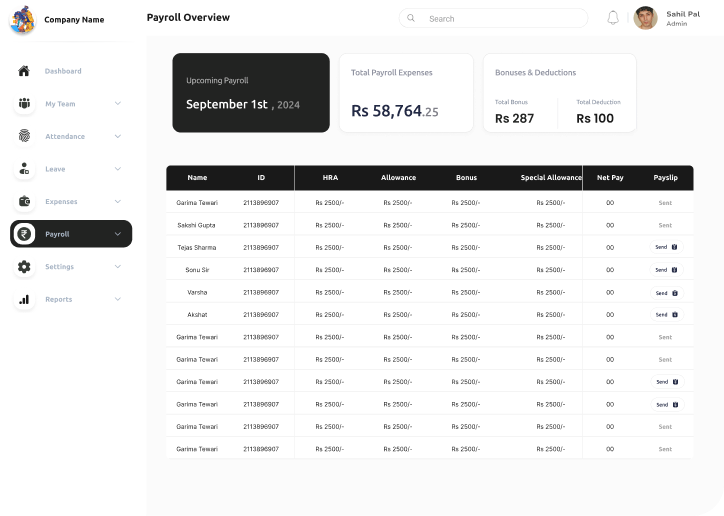 Company Name
Payroll Overview
Search
Sahil Pal
Admin
Dashboard
My Team
Attendance
Leave
Expenses
Payroll
Settings
Reports
Upcoming Payroll
September 1st , 2024
Total Payroll Expenses
Rs 58,764.25
Bonuses & Deductions
Total Bonus
Rs 287
Total Deduction
Rs 100
Name ID HRA Allowance Bonus Special Allowance Net Pay Payslip
Garima Tewari 2113896907 Rs 2500/- Rs 2500/- Rs 2500/- Rs 2500/- 00 Sent
Sakshi Gupta 2113896907 Rs 2500/- Rs 2500/- Rs 2500/- Rs 2500/- 00 Sent
Tejas Sharma 2113896907 Rs 2500/- Rs 2500/- Rs 2500/- Rs 2500/- 00 Send
Sonu Sir 2113896907 Rs 2500/- Rs 2500/- Rs 2500/- Rs 2500/- 00 Send
Varsha 2113896907 Rs 2500/- Rs 2500/- Rs 2500/- Rs 2500/- 00 Send
Akshat 2113896907 Rs 2500/- Rs 2500/- Rs 2500/- Rs 2500/- 00 Send
Garima Tewari 2113896907 Rs 2500/- Rs 2500/- Rs 2500/- Rs 2500/- 00 Sent
Garima Tewari 2113896907 Rs 2500/- Rs 2500/- Rs 2500/- Rs 2500/- 00 Sent
Garima Tewari 2113896907 Rs 2500/- Rs 2500/- Rs 2500/- Rs 2500/- 00 Send
Garima Tewari 2113896907 Rs 2500/- Rs 2500/- Rs 2500/- Rs 2500/- 00 Send
Garima Tewari 2113896907 Rs 2500/- Rs 2500/- Rs 2500/- Rs 2500/- 00 Sent
Garima Tewari 2113896907 Rs 2500/- Rs 2500/- Rs 2500/- Rs 2500/- 00 Sent